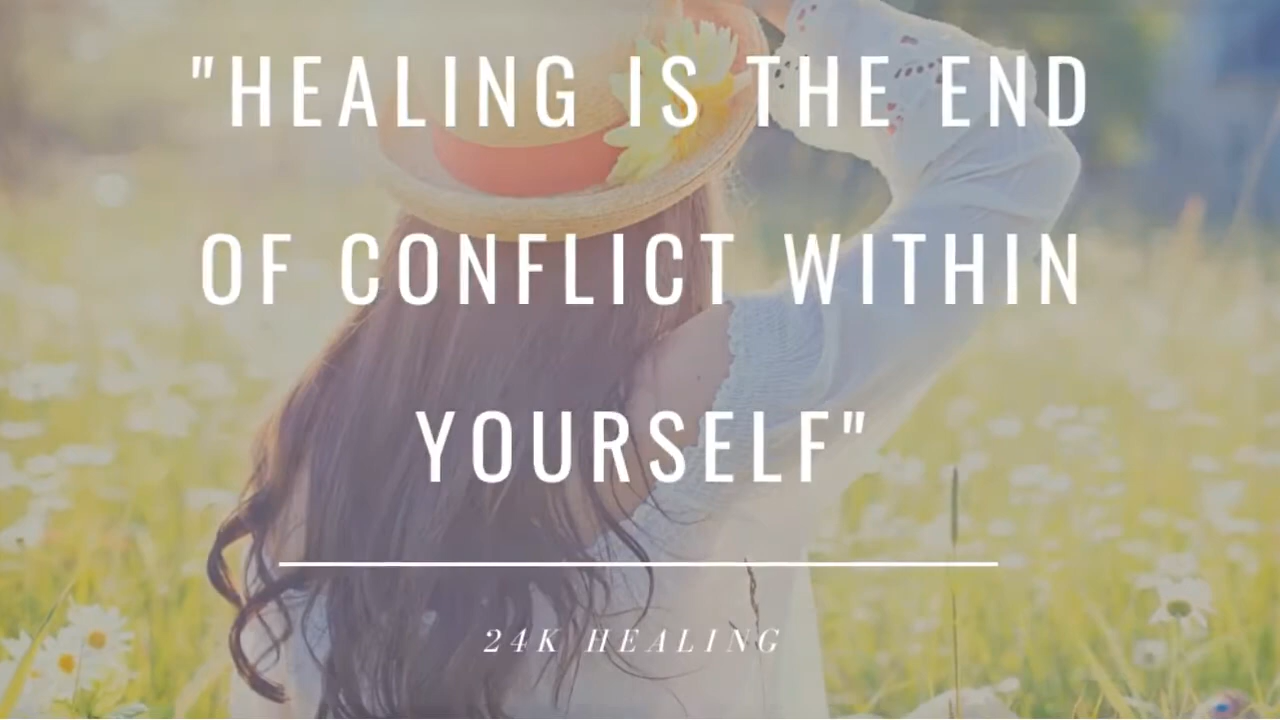 "HEALING IS THE END
OF CONFLICT WITHIN
YOURSELF"
24K HEALING